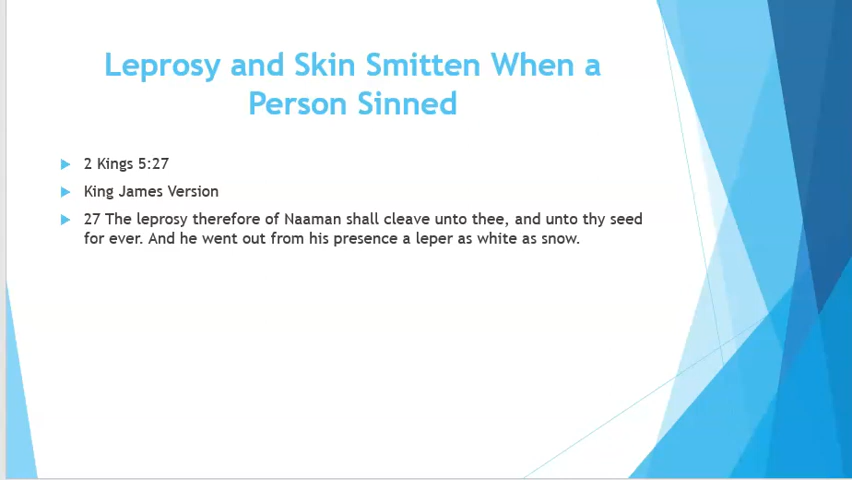 Leprosy and Skin Smitten When a
Person Sinned
2 Kings 5:27
King James Version
27 The leprosy therefore of Naaman shall cleave unto thee, and unto thy seed
for ever. And he went out from his presence a leper as white as snow.